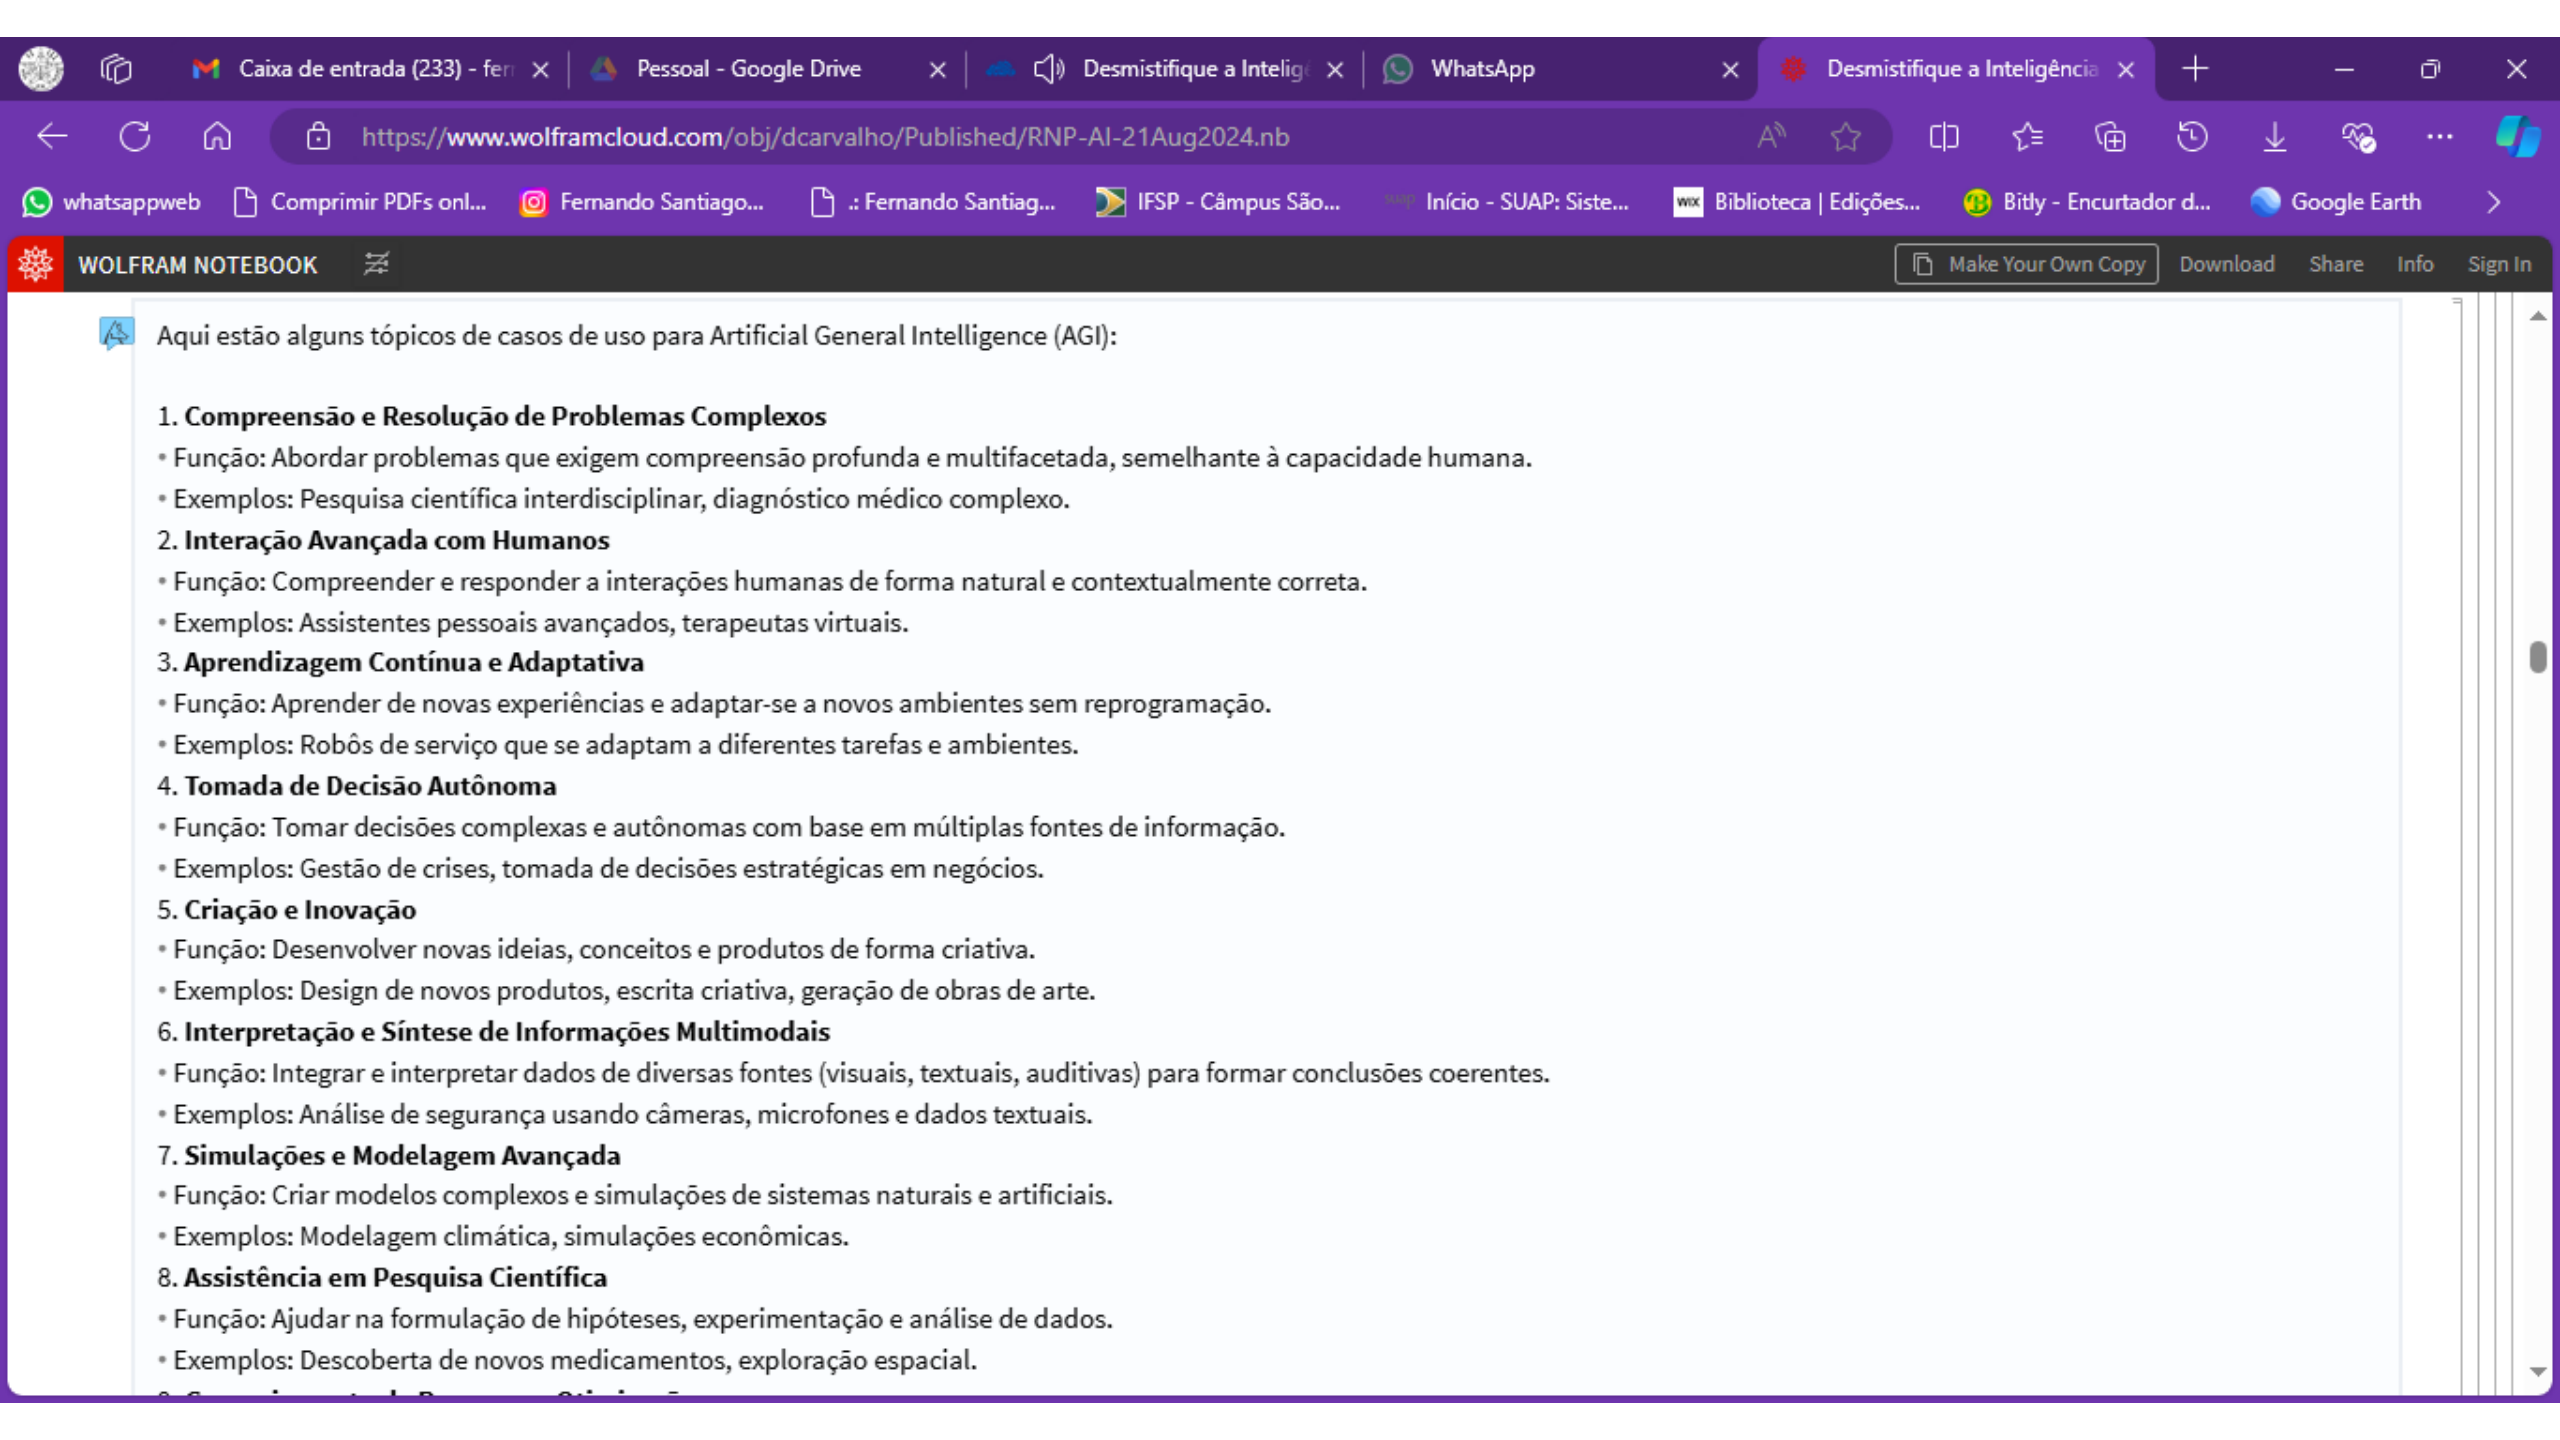 Caixa de entrada (233) - fer
Pessoal - Google Drive
Desmistifique a Intelig
WhatsApp
Desmistifique a Inteligência
https://www.wolframcloud.com/obj/dcarvalho/Published/RNP-AI-21Aug2024.nb
whatsappweb
Comprimir PDFs onl...
Fernando Santiago...
.: Fernando Santiag...
IFSP - Câmpus São...
suap
Início - SUAP: Siste...
WIX
Biblioteca | Edições...
Bitly - Encurtador d...
Google Earth
WOLFRAM NOTEBOOK
Make Your Own Copy
Download
Share
Info
Sign In
Aqui estão alguns tópicos de casos de uso para Artificial General Intelligence (AGI):
1. Compreensão e Resolução de Problemas Complexos
• Função: Abordar problemas que exigem compreensão profunda e multifacetada, semelhante à capacidade humana.
• Exemplos: Pesquisa científica interdisciplinar, diagnóstico médico complexo.
2. Interação Avançada com Humanos
• Função: Compreender e responder a interações humanas de forma natural e contextualmente correta.
• Exemplos: Assistentes pessoais avançados, terapeutas virtuais.
3. Aprendizagem Contínua e Adaptativa
• Função: Aprender de novas experiências e adaptar-se a novos ambientes sem reprogramação.
• Exemplos: Robôs de serviço que se adaptam a diferentes tarefas e ambientes.
4. Tomada de Decisão Autônoma
• Função: Tomar decisões complexas e autônomas com base em múltiplas fontes de informação.
• Exemplos: Gestão de crises, tomada de decisões estratégicas em negócios.
5. Criação e Inovação
• Função: Desenvolver novas ideias, conceitos e produtos de forma criativa.
• Exemplos: Design de novos produtos, escrita criativa, geração de obras de arte.
6. Interpretação e Síntese de Informações Multimodais
• Função: Integrar e interpretar dados de diversas fontes (visuais, textuais, auditivas) para formar conclusões coerentes.
• Exemplos: Análise de segurança usando câmeras, microfones e dados textuais.
7. Simulações e Modelagem Avançada
• Função: Criar modelos complexos e simulações de sistemas naturais e artificiais.
• Exemplos: Modelagem climática, simulações econômicas.
8. Assistência em Pesquisa Científica
• Função: Ajudar na formulação de hipóteses, experimentação e análise de dados.
• Exemplos: Descoberta de novos medicamentos, exploração espacial.